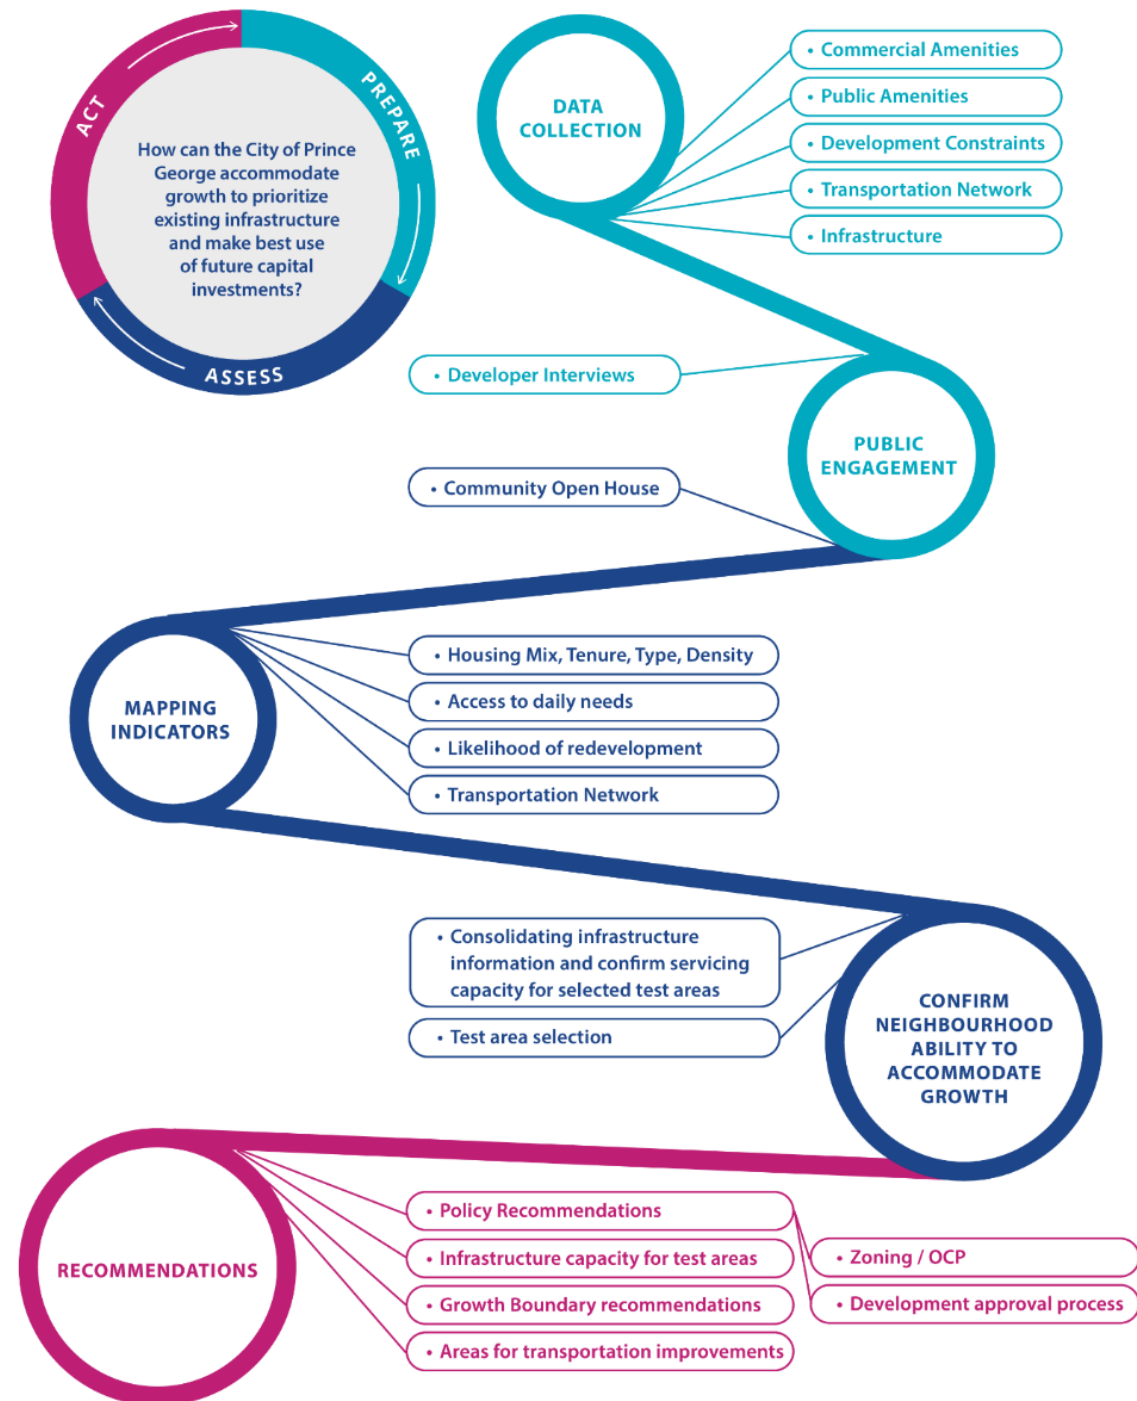 ACT
PREPARE
ASSESS
How can the City of Prince
George accommodate
growth to prioritize
existing infrastructure
and make best use
of future capital
investments?
DATA
COLLECTION
• Commercial Amenities
• Public Amenities
• Development Constraints
• Transportation Network
• Infrastructure
• Developer Interviews
PUBLIC
ENGAGEMENT
• Community Open House
MAPPING
INDICATORS
• Housing Mix, Tenure, Type, Density
• Access to daily needs
• Likelihood of redevelopment
• Transportation Network
• Consolidating infrastructure
information and confirm servicing
capacity for selected test areas
• Test area selection
CONFIRM
NEIGHBOURHOOD
ABILITY TO
ACCOMMODATE
GROWTH
RECOMMENDATIONS
• Policy Recommendations
• Infrastructure capacity for test areas
• Growth Boundary recommendations
• Areas for transportation improvements
• Zoning / OCP
• Development approval process